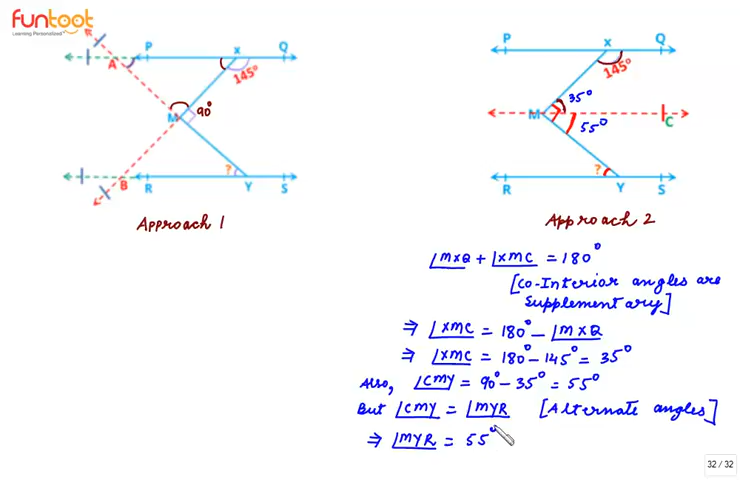 funtoot
Learning Personalized
P X Q
A
145°
M 90°
?
B R Y S
Approach 1
P X Q
145°
35°
M
C
55°
?
R Y S
Approach 2
∠MXQ + ∠XMC = 180°
[Co-Interior angles are
Supplementary]
⇒ ∠XMC = 180° - ∠MXQ
⇒ ∠XMC = 180° - 145° = 35°
Also, ∠CMY = 90° - 35° = 55°
But ∠CMY = ∠MYR [Alternate angles]
⇒ ∠MYR = 55°
32 / 32